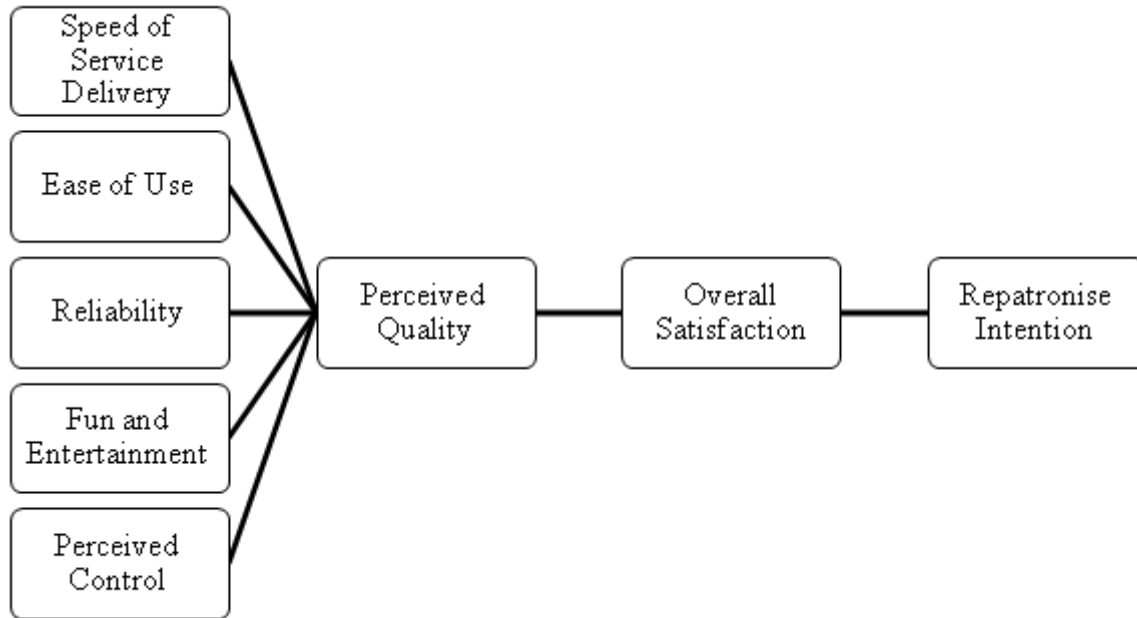 Speed of
Service
Delivery
Ease of Use
Reliability
Fun and
Entertainment
Perceived
Control
Perceived
Quality
Overall
Satisfaction
Repatronise
Intention